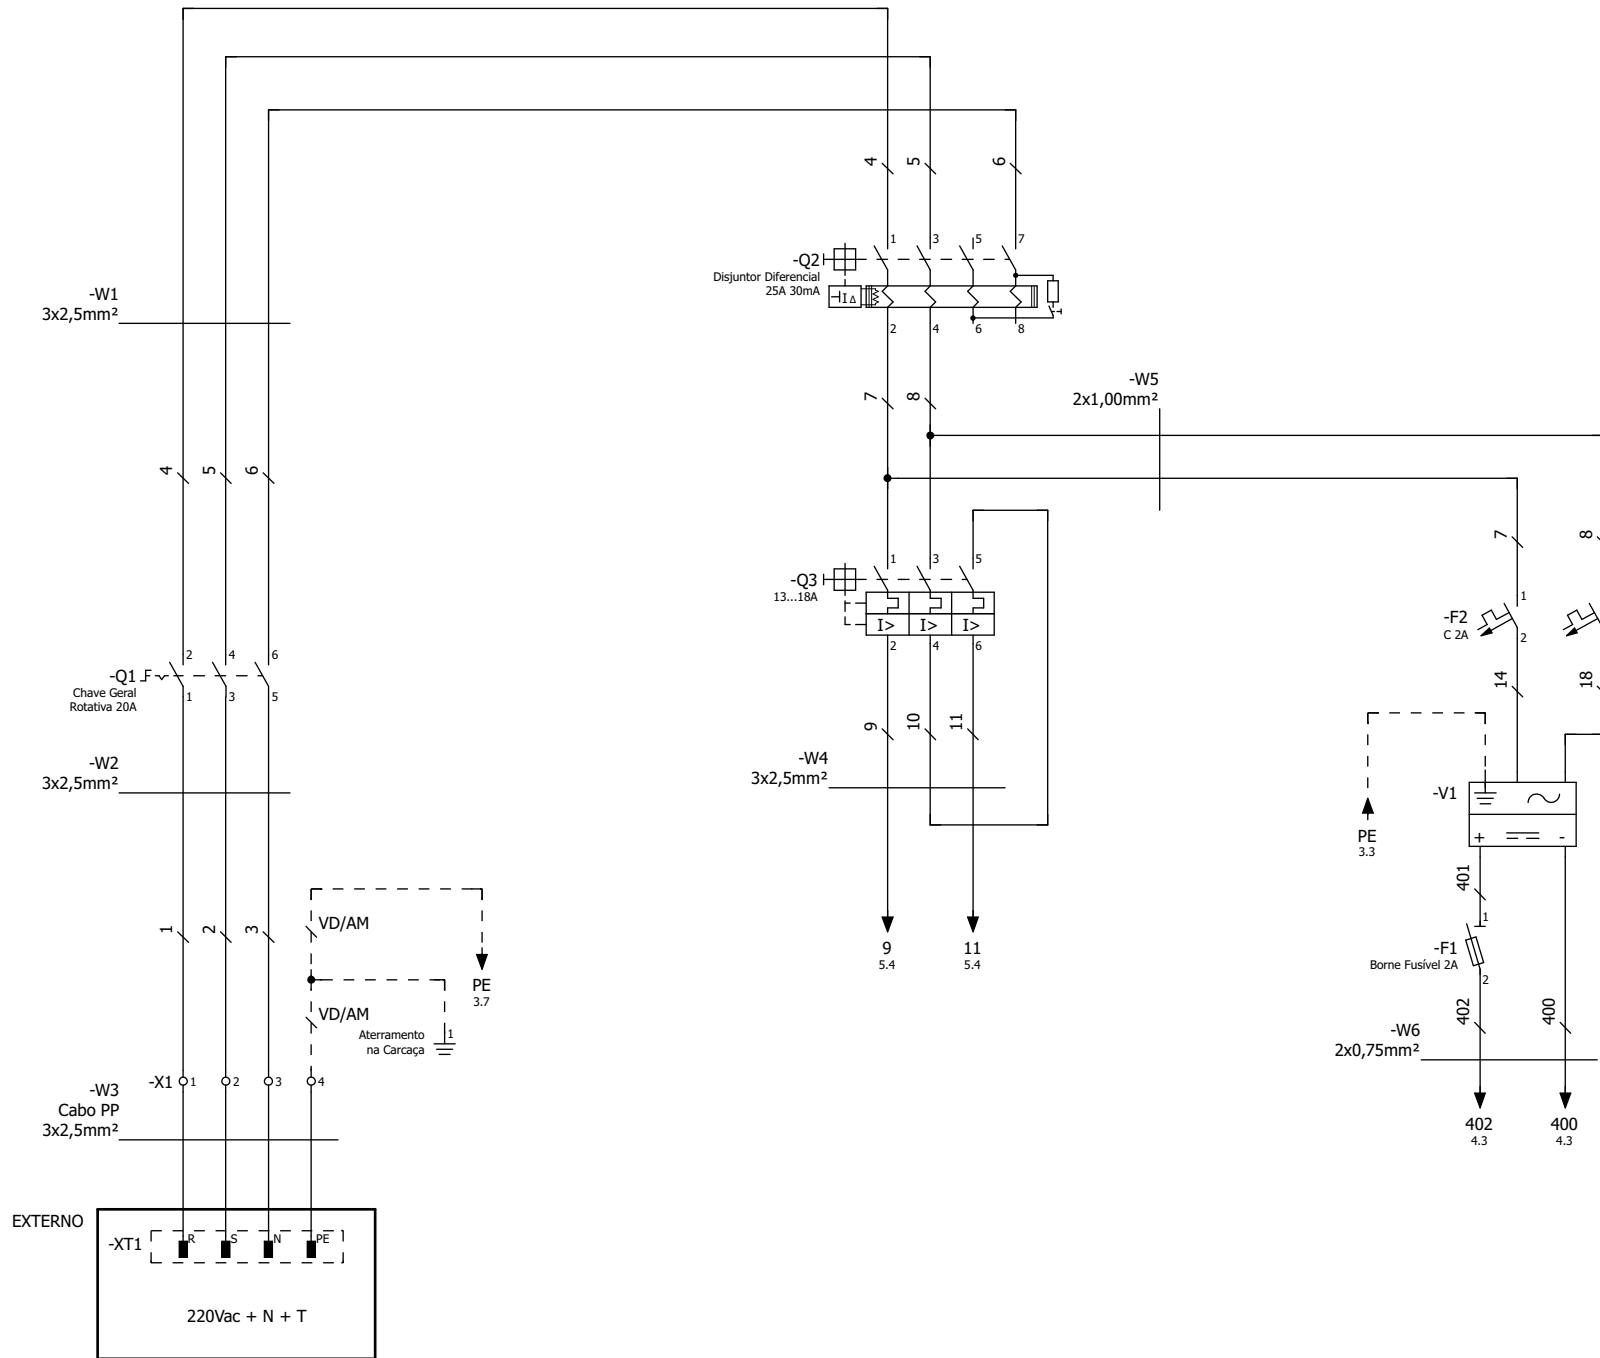 4
5
6
1
3
5
7
-Q2
Disjuntor Diferencial
25A 30mA
I Δ
2
4
6
8
-W1
3x2,5mm²
-W5
2x1,00mm²
7
8
4
5
6
7
8
1
3
5
-Q3
13...18A
I>
I>
I>
2
4
6
1
-F2
C 2A
2
2
4
6
-Q1
Chave Geral
Rotativa 20A
1
3
5
14
18
9
10
11
-W2
3x2,5mm²
-W4
3x2,5mm²
-V1
+
-
PE
3.3
401
1
2
3
VD/AM
9
5.4
11
5.4
1
-F1
Borne Fusível 2A
2
PE
3.7
VD/AM
Aterramento
na Carcaça
1
402
400
-W6
2x0,75mm²
-X1
1
2
3
4
-W3
Cabo PP
3x2,5mm²
402
4.3
400
4.3
EXTERNO
-XT1
R
S
N
PE
220Vac + N + T